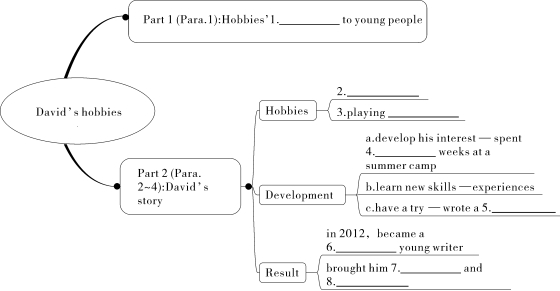 Part 1 (Para.1):Hobbies’1.__________ to young people
David’s hobbies
Part 2 (Para.
2~4):David’s
story
Hobbies
2.____________
3.playing ____________
Development
a.develop his interest — spent
4.__________ weeks at a
summer camp
b.learn new skills — experiences
c.have a try — wrote a 5.___________
Result
in 2012, became a
6.__________ young writer
brought him 7.__________ and
8.____________